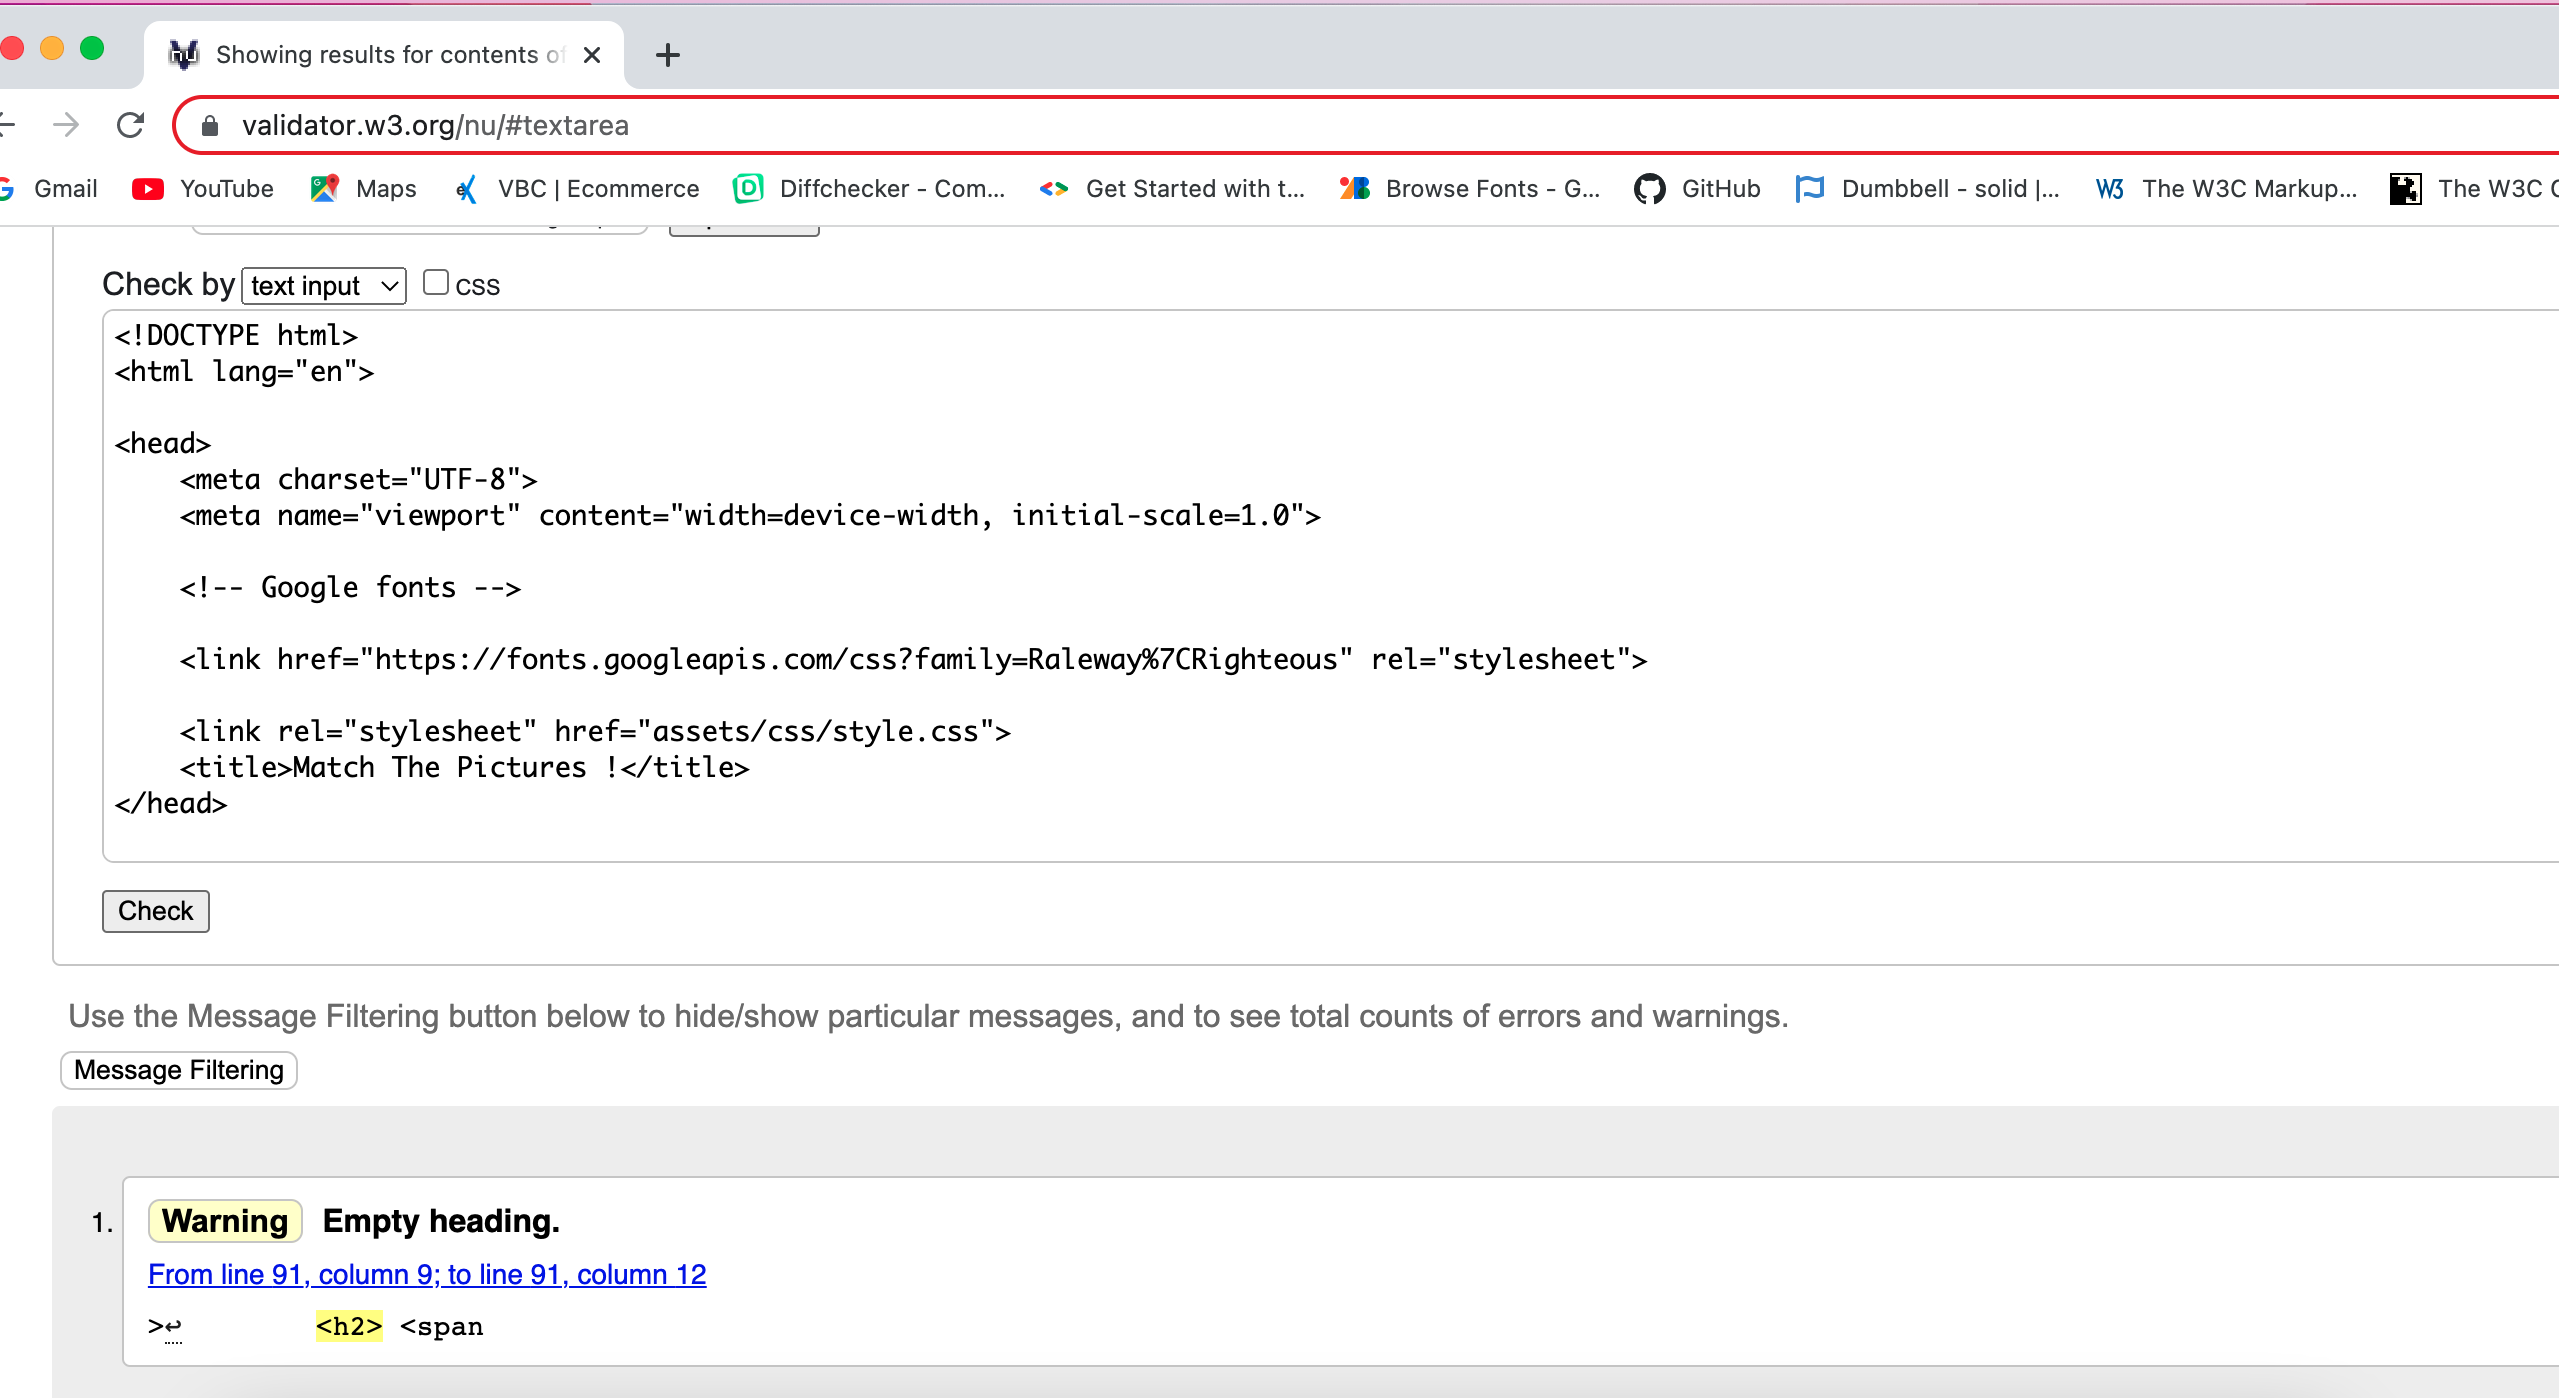 Showing results for contents of
validator.w3.org/nu/#textarea
Gmail YouTube Maps VBC | Ecommerce Diffchecker - Com... Get Started with t... Browse Fonts - G... GitHub Dumbbell - solid |... W3 The W3C Markup... The W3C
Check by text input css
<!DOCTYPE html>
<html lang="en">
<head>
<meta charset="UTF-8">
<meta name="viewport" content="width=device-width, initial-scale=1.0">
<!-- Google fonts -->
<link href="https://fonts.googleapis.com/css?family=Raleway%7CRighteous" rel="stylesheet">
<link rel="stylesheet" href="assets/css/style.css">
<title>Match The Pictures !</title>
</head>
Check
Use the Message Filtering button below to hide/show particular messages, and to see total counts of errors and warnings.
Message Filtering
1. Warning Empty heading.
From line 91, column 9; to line 91, column 12
>↩ <h2> <span